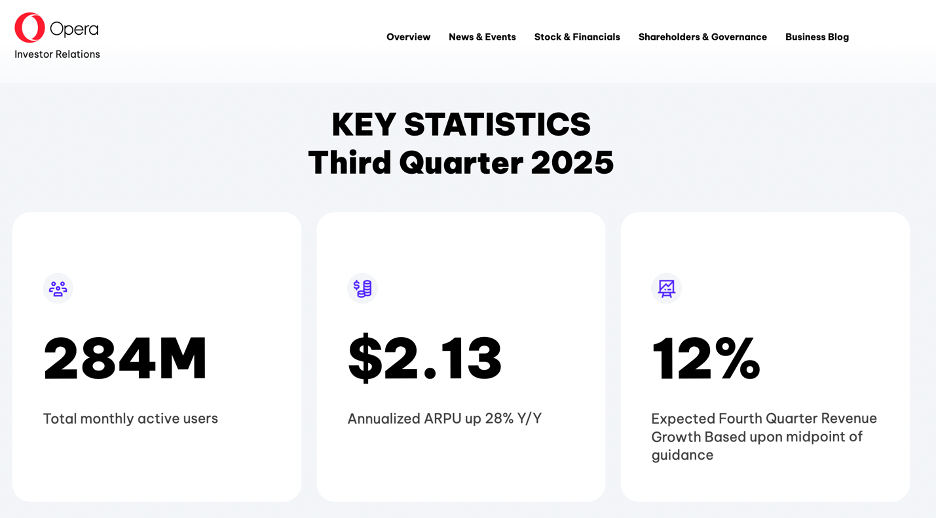 Opera
Investor Relations
Overview News & Events Stock & Financials Shareholders & Governance Business Blog
KEY STATISTICS
Third Quarter 2025
284M
Total monthly active users
$2.13
Annualized ARPU up 28% Y/Y
12%
Expected Fourth Quarter Revenue
Growth Based upon midpoint of
guidance